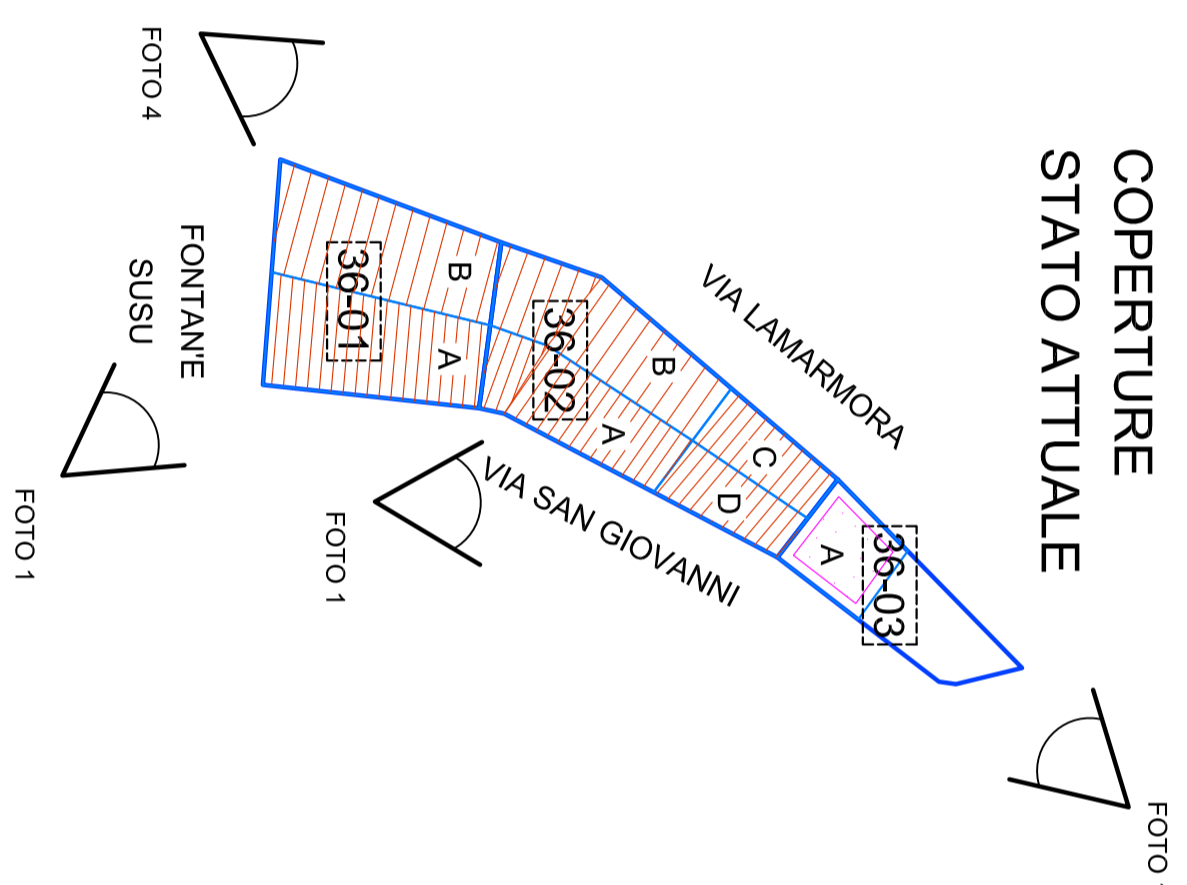 COPERTURE
STATO ATTUALE
VIA LAMARMORA
FOTO
36-03
A
C
D
B
A
36-02
VIA SAN GIOVANNI
B
A
36-01
FOTO 1
FONTAN'E
SUSU
FOTO 4
FOTO 1